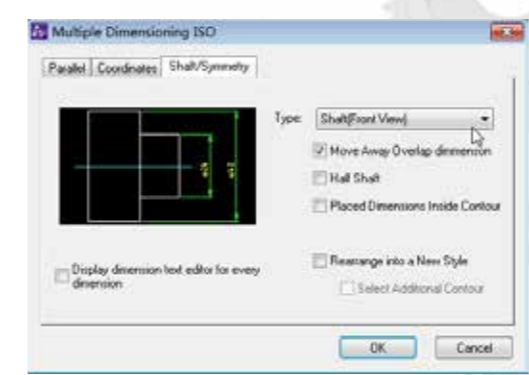 Multiple Dimensioning ISO
Parallel Coordinates Shaft/Symmetry
Type: Shaft(Front View)
Move Away Overlap dimmension
Half Shaft
Placed Dimensions Inside Contour
Display dimension text editor for every
dimension
Rearrange into a New Style
Select Additional Contour
OK Cancel